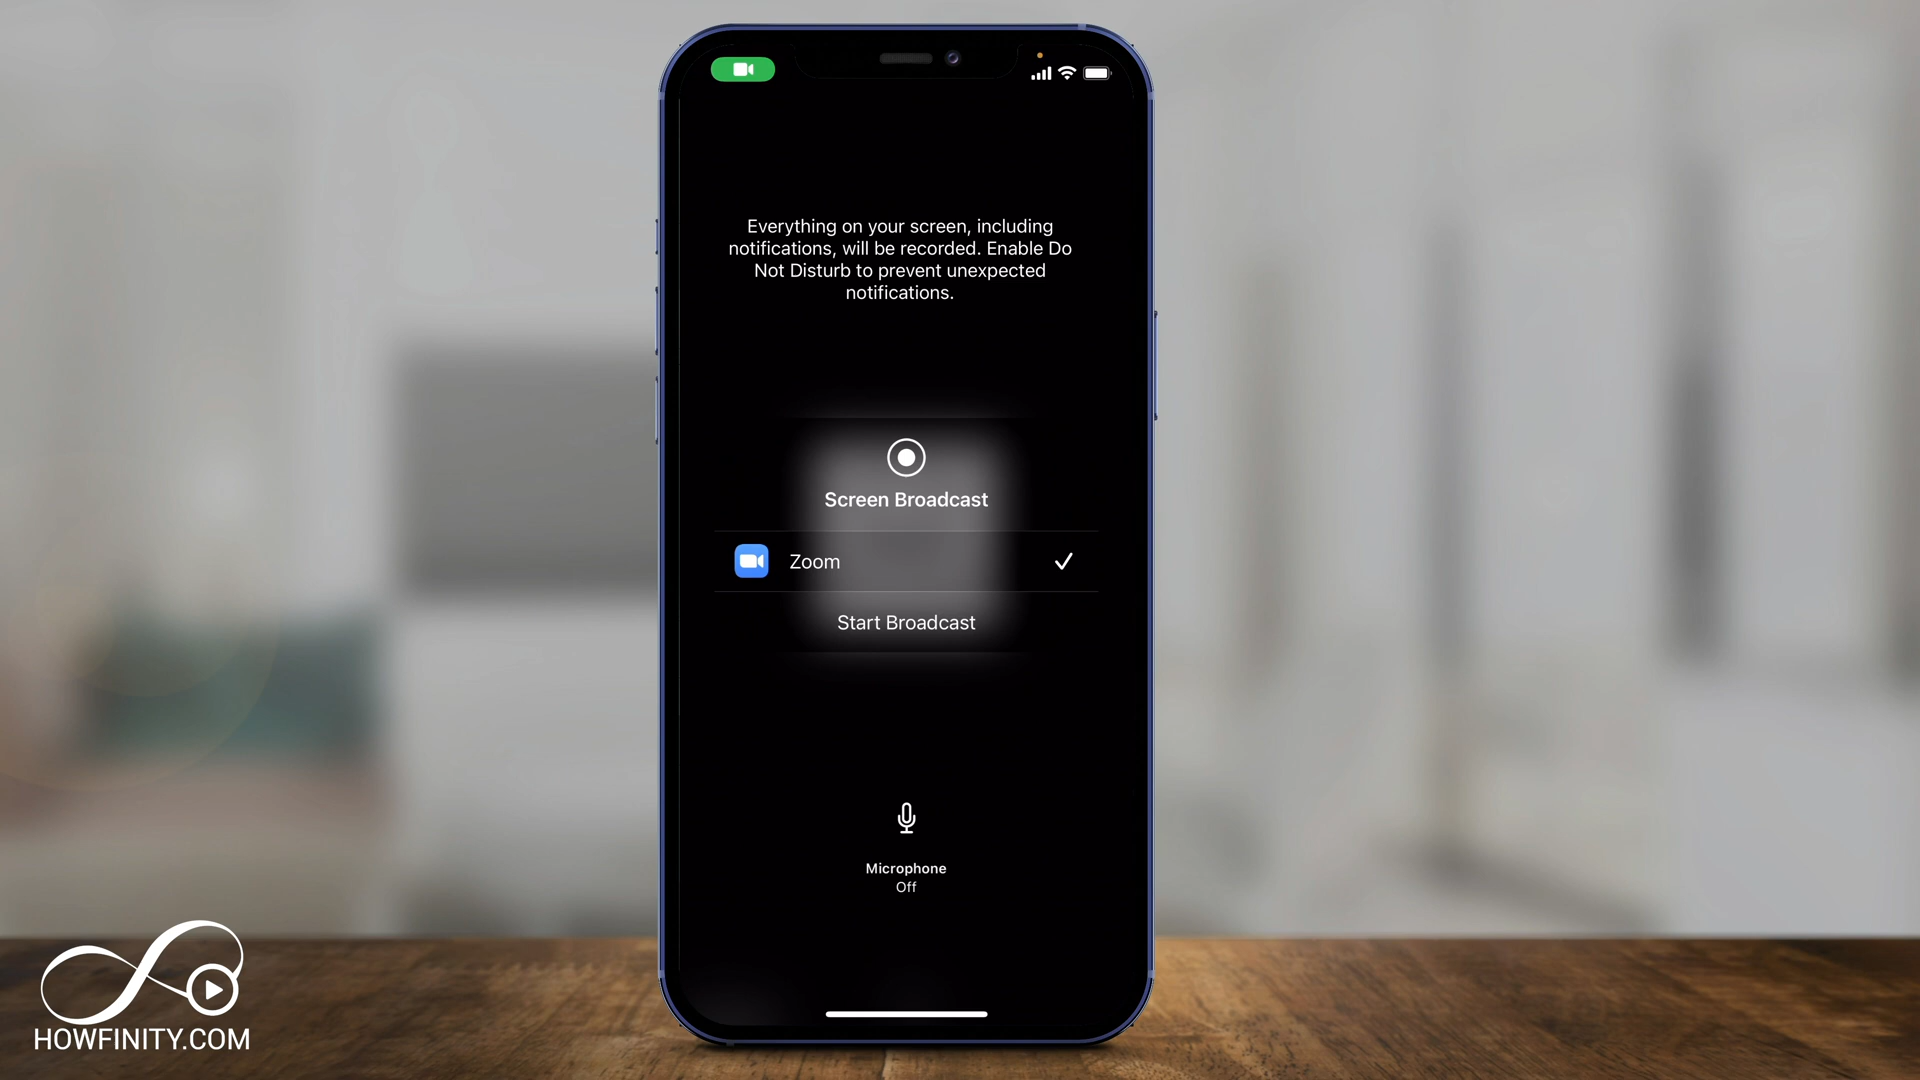 Everything on your screen, including
notifications, will be recorded. Enable Do
Not Disturb to prevent unexpected
notifications.
Screen Broadcast
Zoom
Start Broadcast
Microphone
Off
HOWFINITY.COM